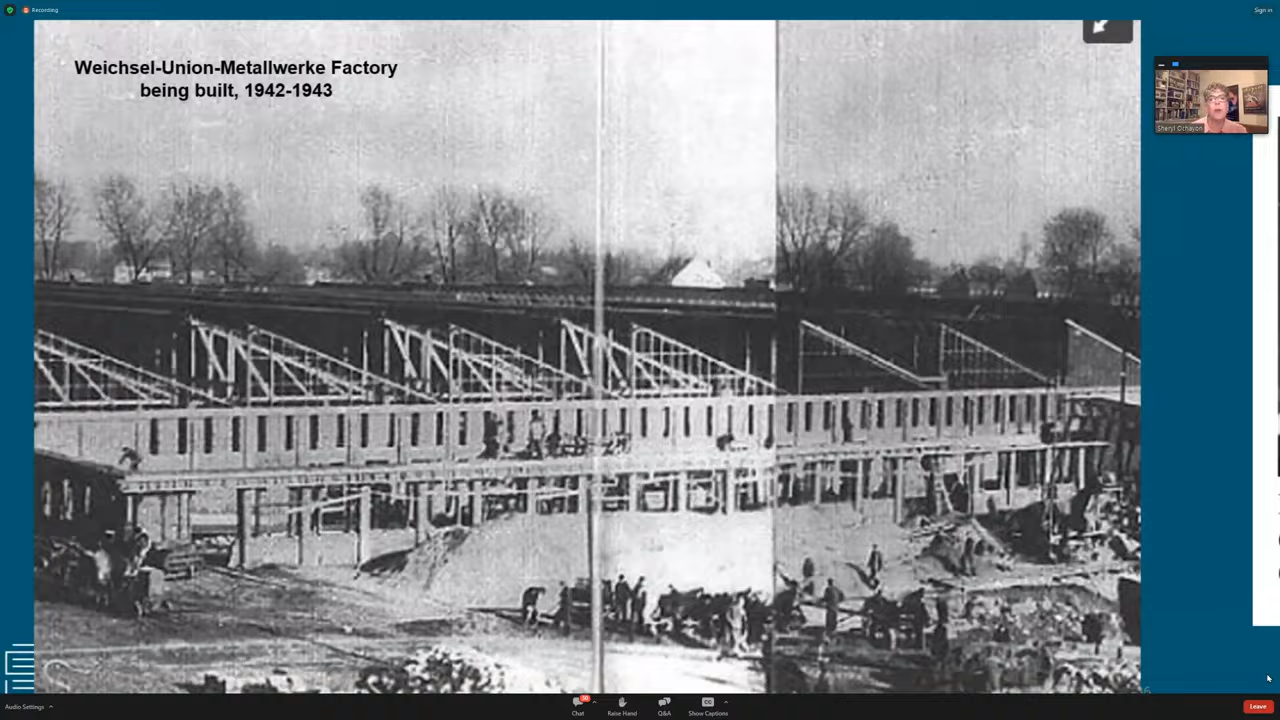 Recording
Sign in
Weichsel-Union-Metallwerke Factory
being built, 1942-1943
Sheryl Ochayon
Audio Settings
Chat
Raise Hand
Q&A
Show Captions
Leave